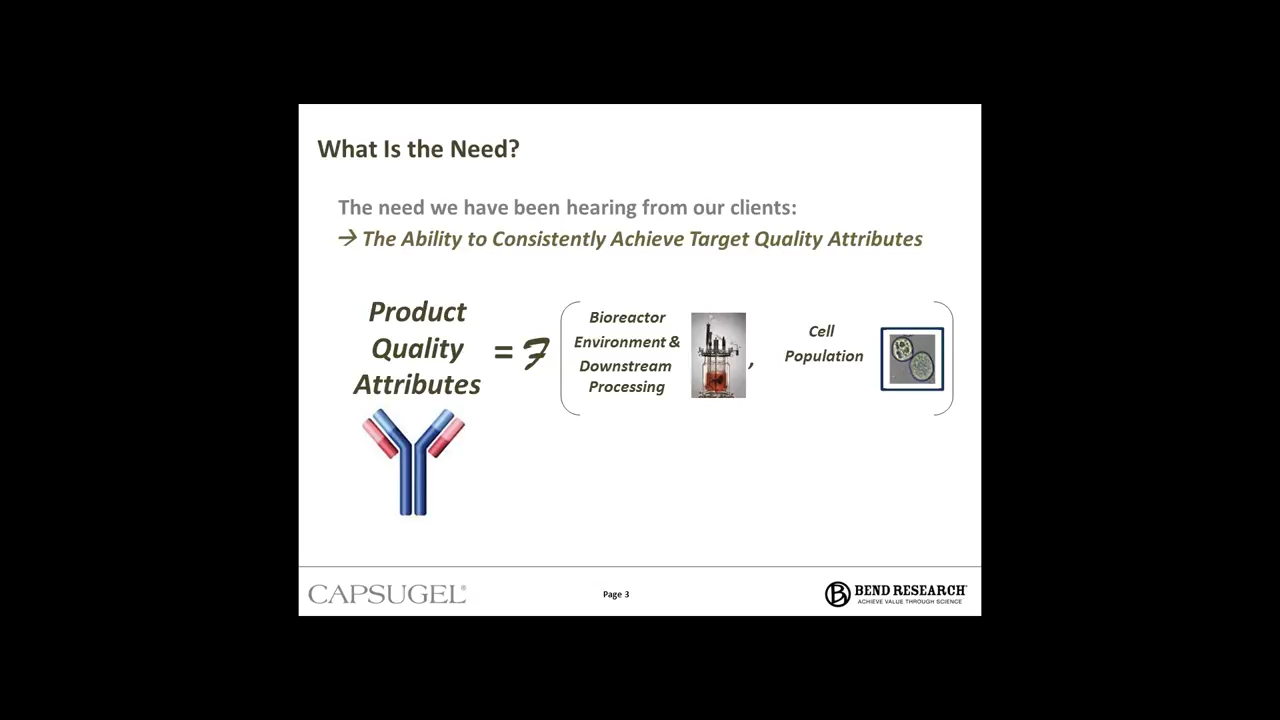 What Is the Need?
The need we have been hearing from our clients:
→ The Ability to Consistently Achieve Target Quality Attributes
Product
Quality
Attributes
= F
Bioreactor
Environment &
Downstream
Processing
,
Cell
Population
CAPSUGEL®
Page 3
BEND RESEARCH
ACHIEVE VALUE THROUGH SCIENCE